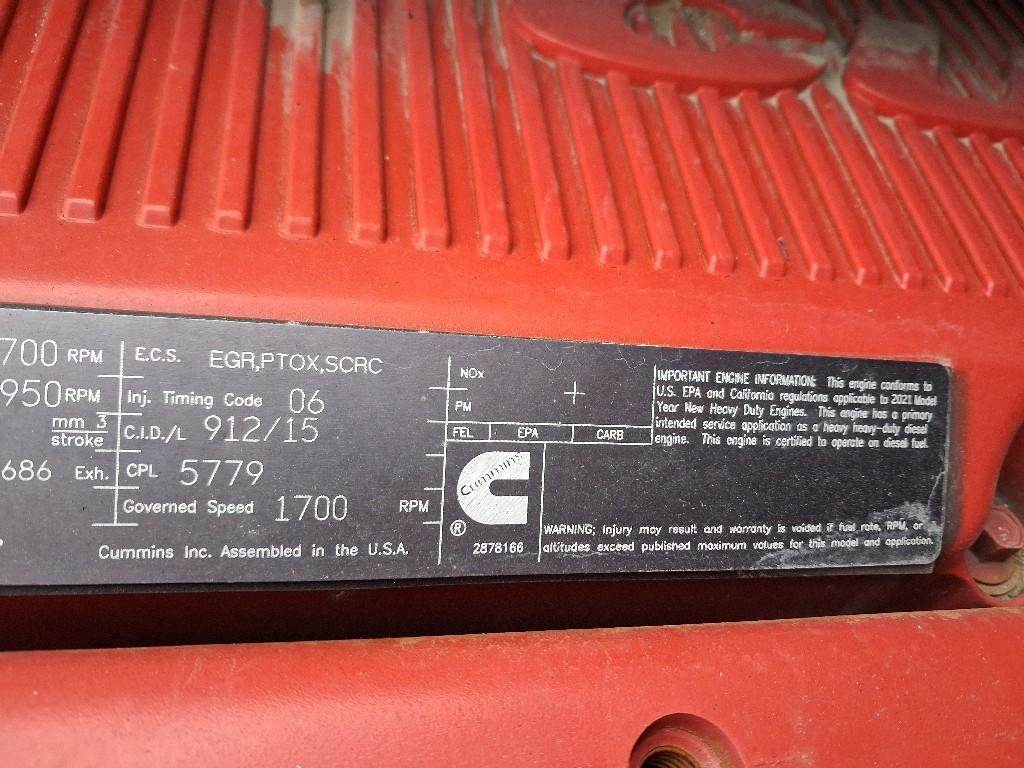 700 RPM
950 RPM
mm 3
stroke
686 Exh.
E.C.S. EGR,PTOX,SCRC
Inj. Timing Code 06
C.I.D./L 912/15
CPL 5779
Governed Speed 1700 RPM
Cummins Inc. Assembled in the U.S.A.
NOx
PM
FEL EPA CARB
Cummins
®
2878166
IMPORTANT ENGINE INFORMATION: This engine conforms to
U.S. EPA and California regulations applicable to 2021 Model
Year New Heavy Duty Engines. This engine has a primary
intended service application as a heavy heavy-duty diesel
engine. This engine is certified to operate on diesel fuel.
WARNING; Injury may result and warranty is voided if fuel rate, RPM, or
altitudes exceed published maximum values for this model and application.